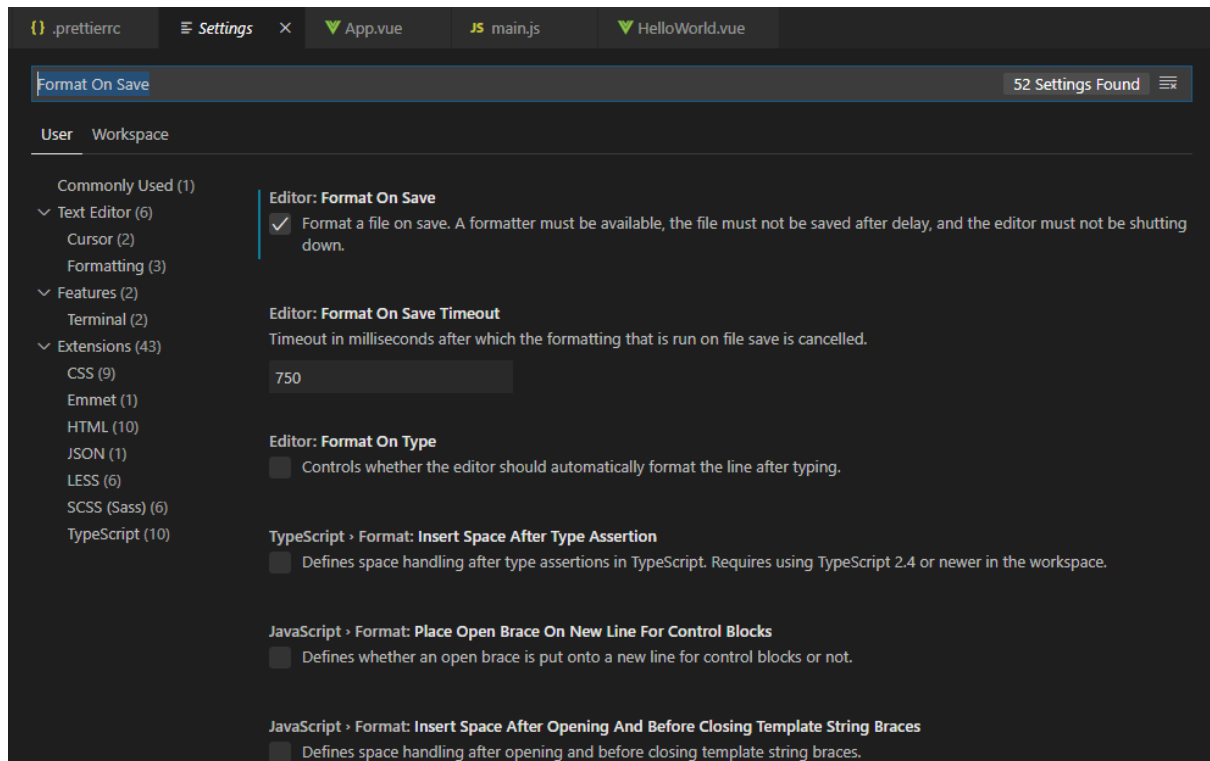 {} .prettierrc
Settings
App.vue
JS main.js
HelloWorld.vue
Format On Save
52 Settings Found
User Workspace
Commonly Used (1)
Text Editor (6)
Cursor (2)
Formatting (3)
Features (2)
Terminal (2)
Extensions (43)
CSS (9)
Emmet (1)
HTML (10)
JSON (1)
LESS (6)
SCSS (Sass) (6)
TypeScript (10)
Editor: Format On Save
Format a file on save. A formatter must be available, the file must not be saved after delay, and the editor must not be shutting
down.
Editor: Format On Save Timeout
Timeout in milliseconds after which the formatting that is run on file save is cancelled.
750
Editor: Format On Type
Controls whether the editor should automatically format the line after typing.
TypeScript › Format: Insert Space After Type Assertion
Defines space handling after type assertions in TypeScript. Requires using TypeScript 2.4 or newer in the workspace.
JavaScript › Format: Place Open Brace On New Line For Control Blocks
Defines whether an open brace is put onto a new line for control blocks or not.
JavaScript › Format: Insert Space After Opening And Before Closing Template String Braces
Defines space handling after opening and before closing template string braces.